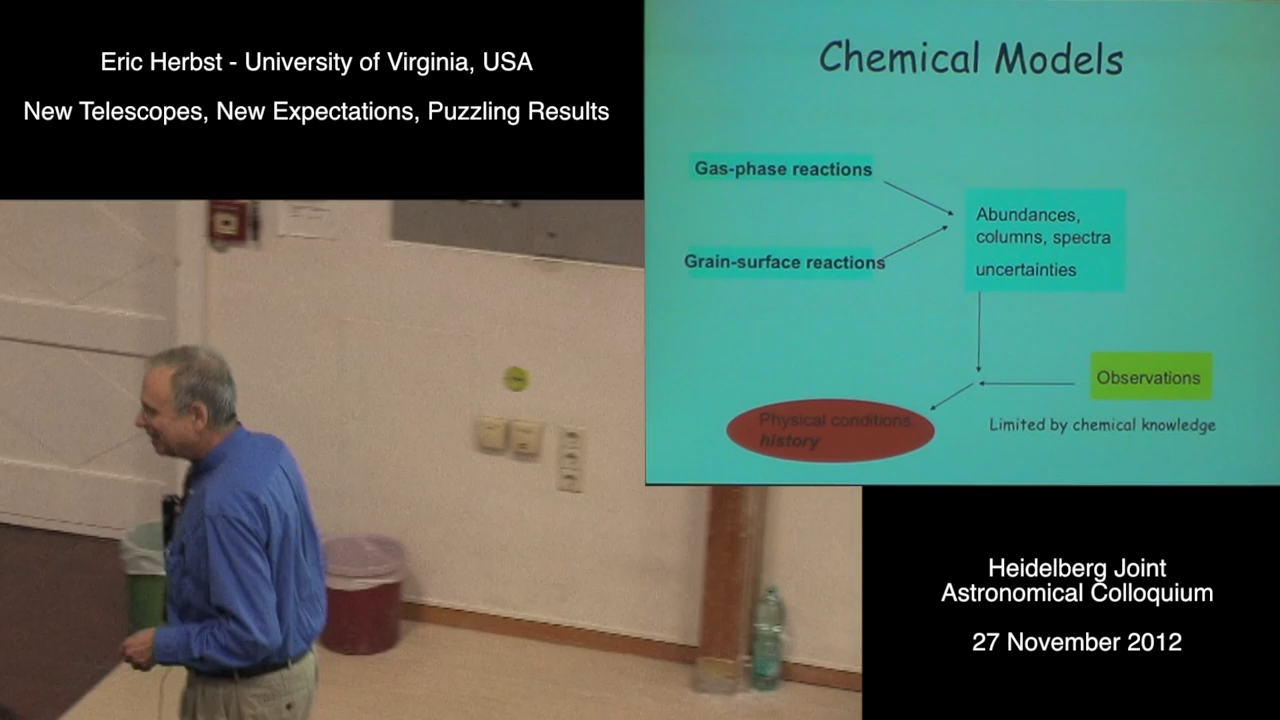 Eric Herbst - University of Virginia, USA
New Telescopes, New Expectations, Puzzling Results
Chemical Models
Gas-phase reactions
Grain-surface reactions
Abundances,
columns, spectra
uncertainties
Observations
Limited by chemical knowledge
Physical conditions,
history
Heidelberg Joint
Astronomical Colloquium
27 November 2012